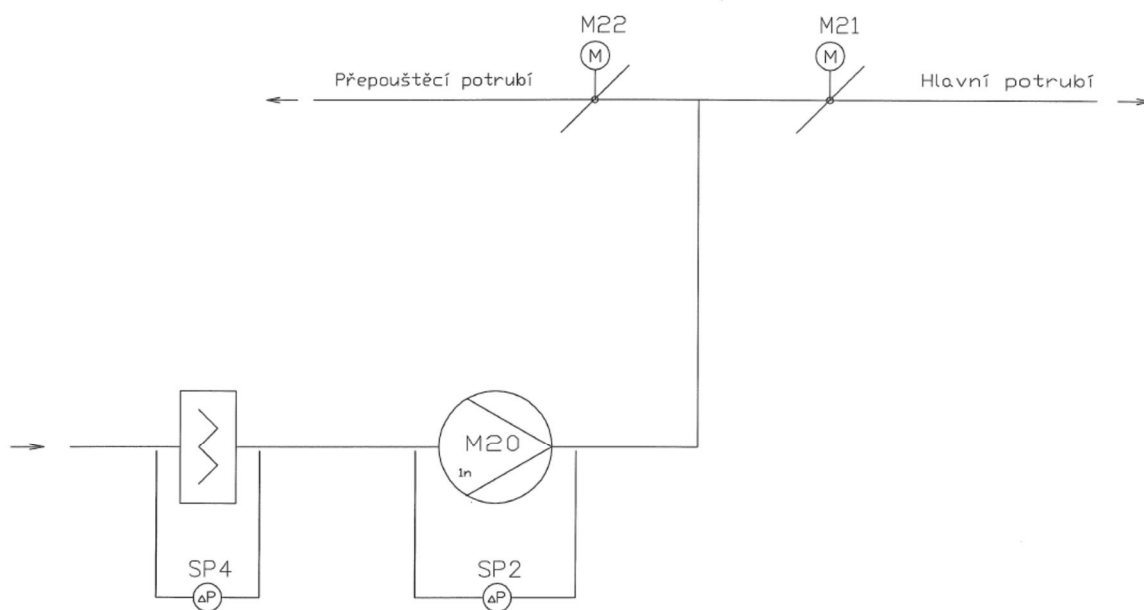 M22
M21
M
M
Přepouštěcí potrubí
Hlavní potrubí
M20
1n
SP4
SP2
ΔP
ΔP